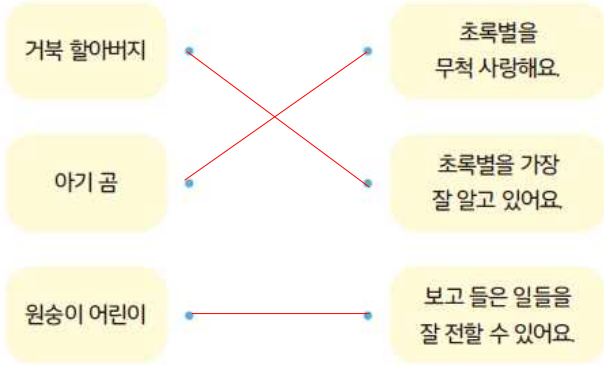 거북 할아버지
초록별을
무척 사랑해요.
아기 곰
초록별을 가장
잘 알고 있어요.
원숭이 어린이
보고 들은 일들을
잘 전할 수 있어요.